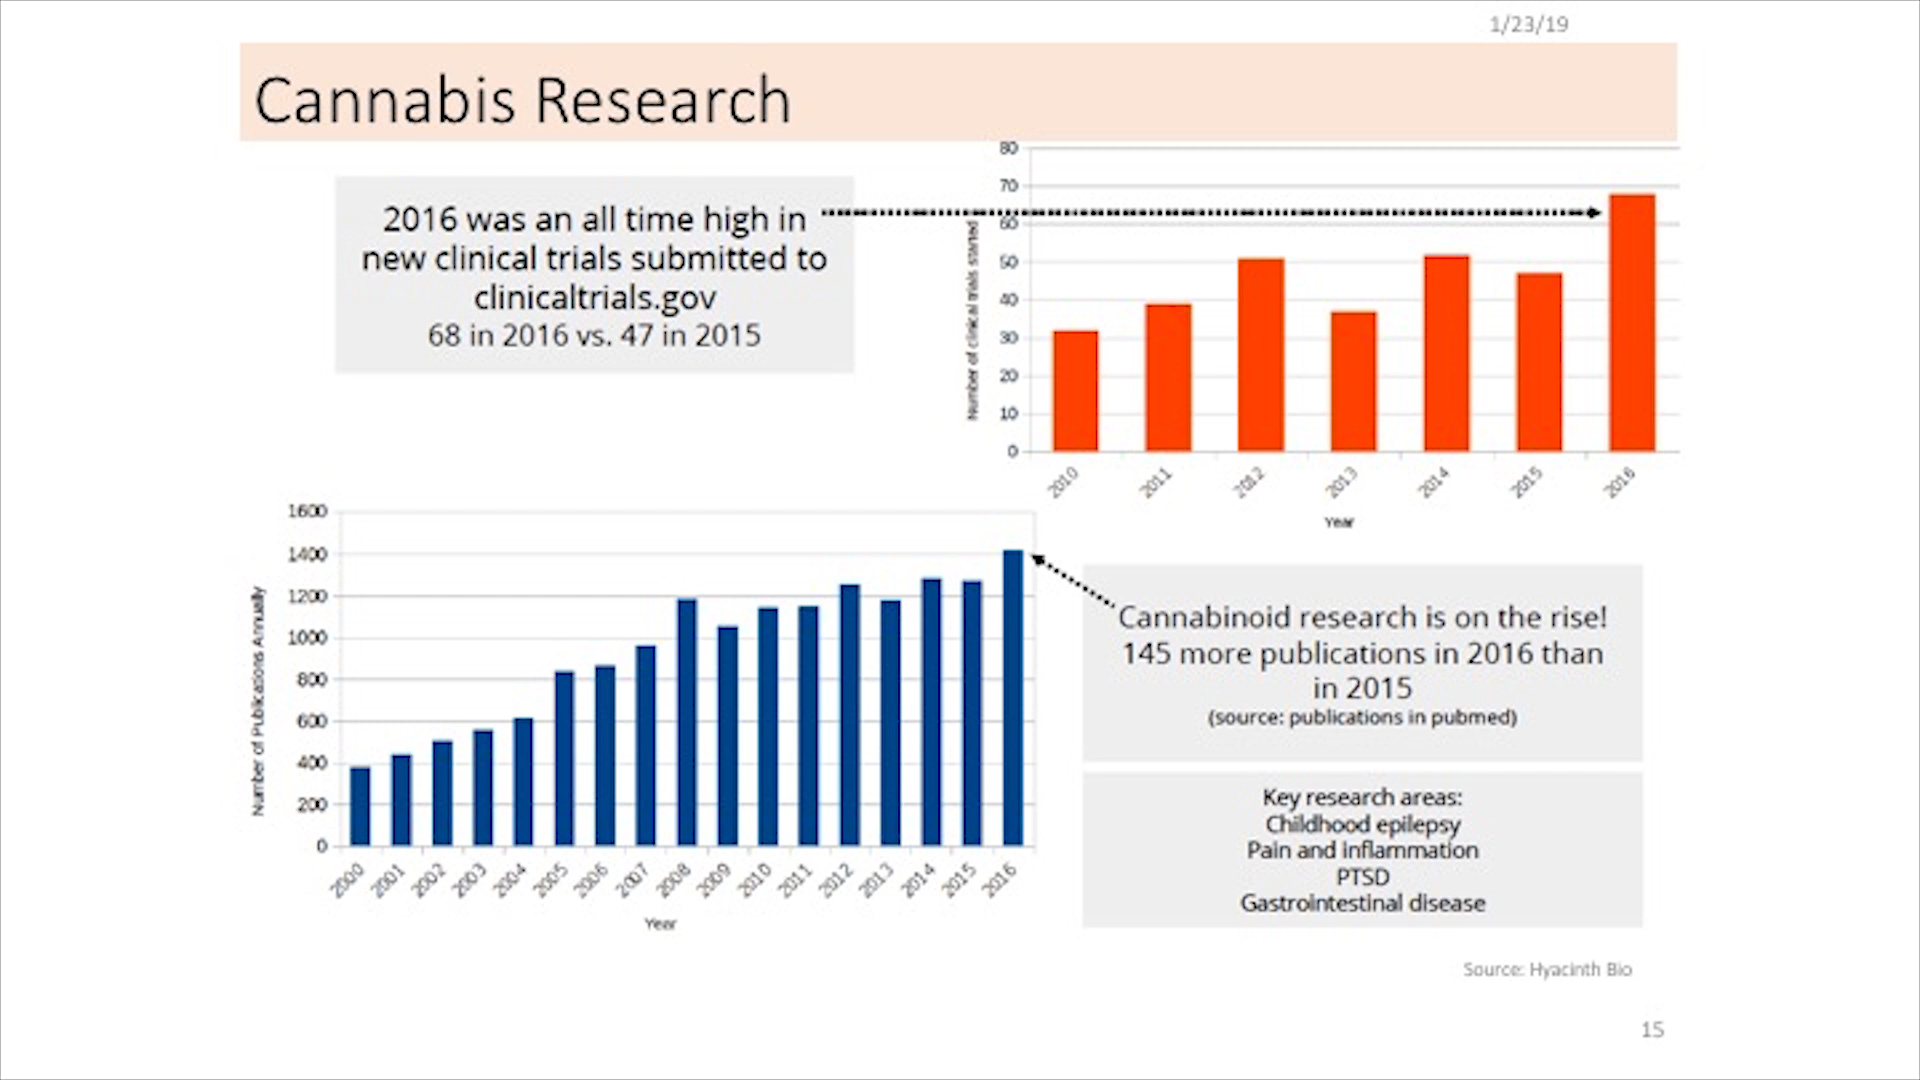 1/23/19
Cannabis Research
2016 was an all time high in
new clinical trials submitted to
clinicaltrials.gov
68 in 2016 vs. 47 in 2015
Number of clinical trials started
80
70
60
50
40
30
20
10
0
2010 2011 2012 2013 2014 2015 2016
Year
Number of Publications Annually
1600
1400
1200
1000
800
600
400
200
0
2000 2001 2002 2003 2004 2005 2006 2007 2008 2009 2010 2011 2012 2013 2014 2015 2016
Year
Cannabinoid research is on the rise!
145 more publications in 2016 than
in 2015
(source: publications in pubmed)
Key research areas:
Childhood epilepsy
Pain and inflammation
PTSD
Gastrointestinal disease
Source: Hyacinth Bio
15